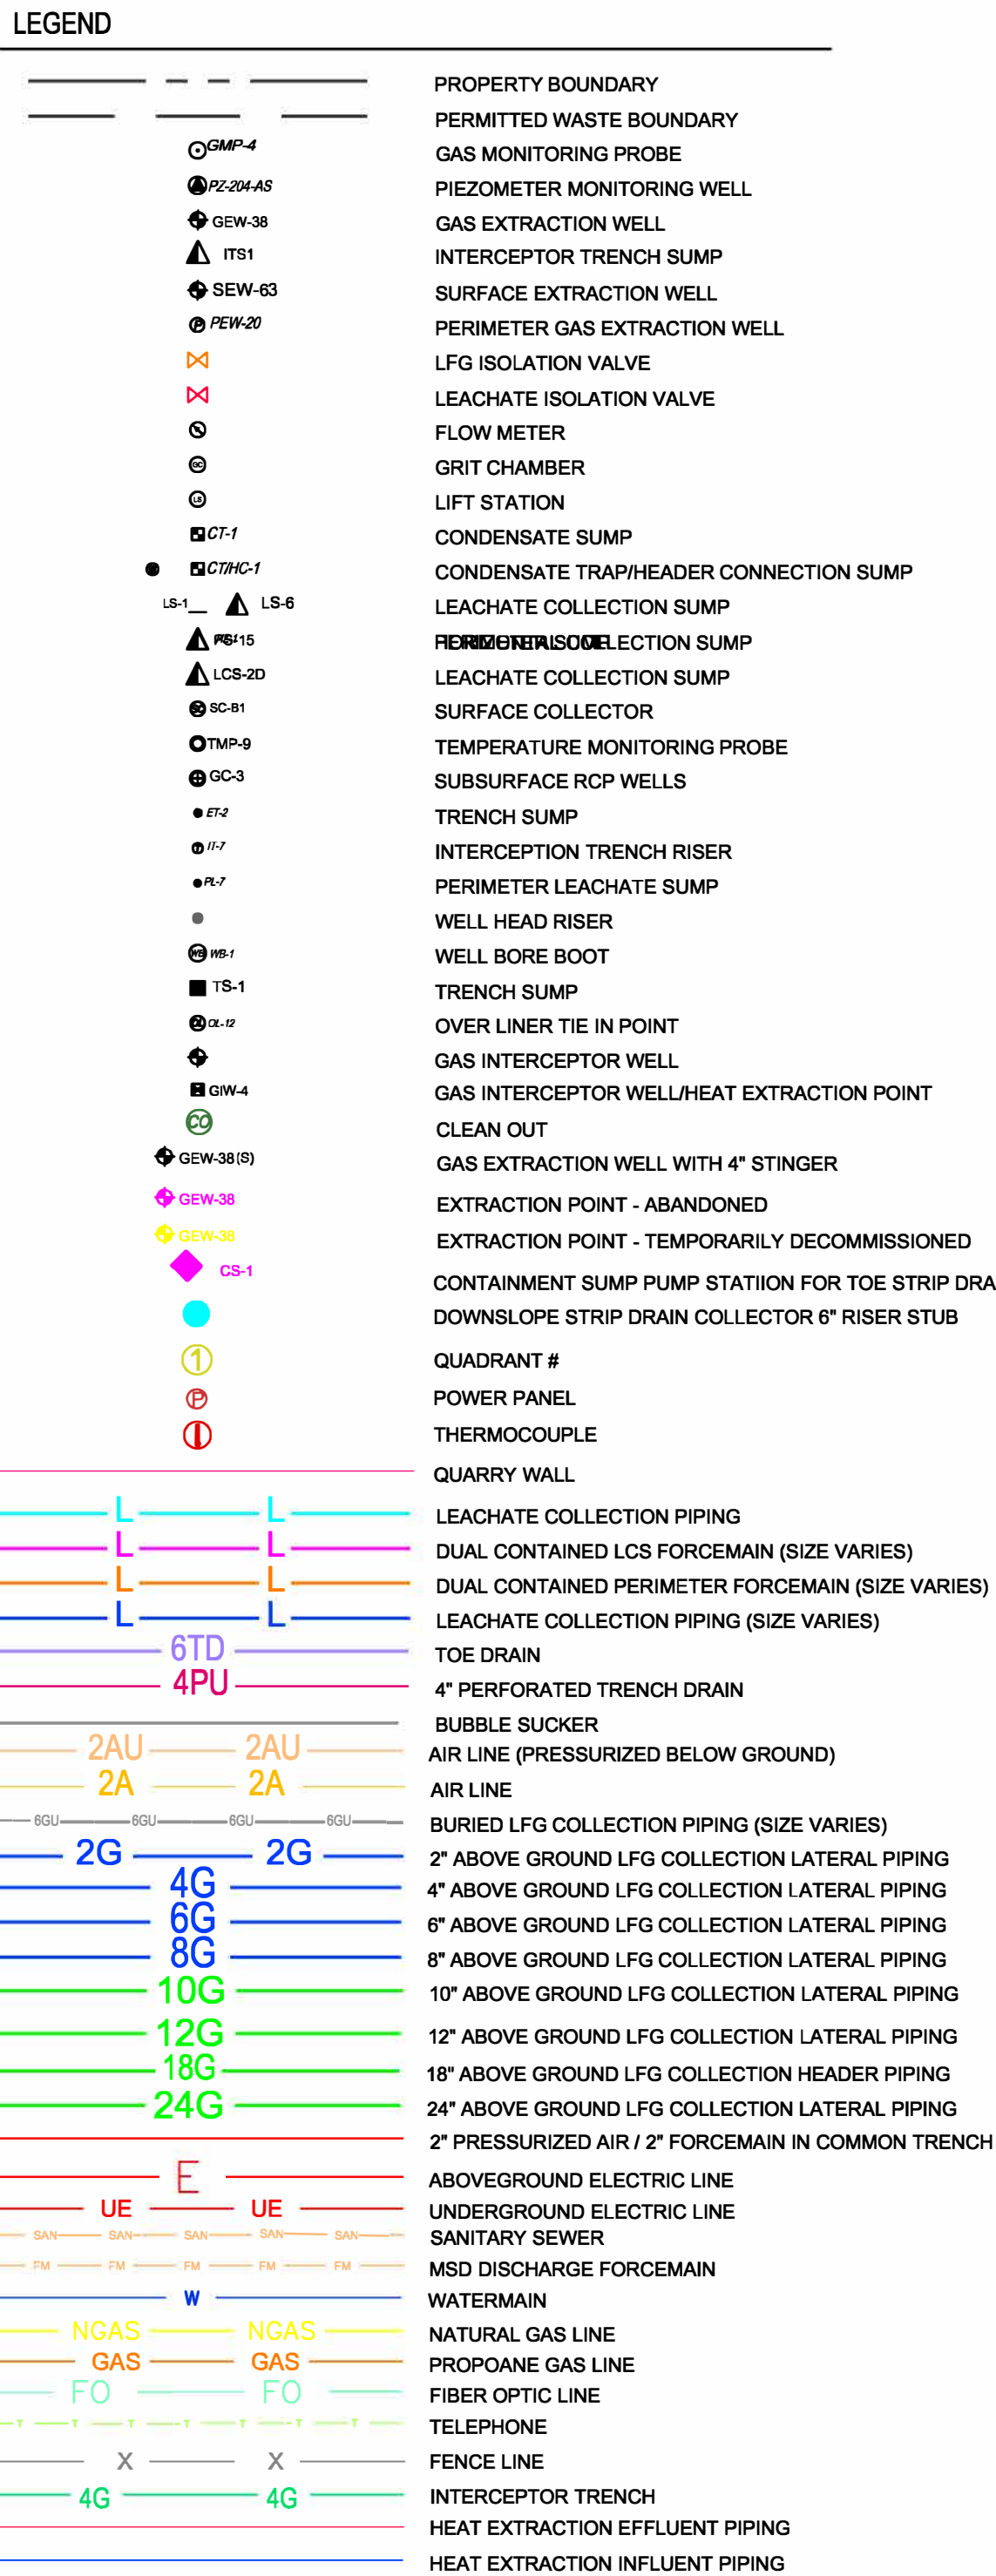 LEGEND
PROPERTY BOUNDARY
PERMITTED WASTE BOUNDARY
GMP-4 GAS MONITORING PROBE
PZ-204-AS PIEZOMETER MONITORING WELL
GEW-38 GAS EXTRACTION WELL
ITS1 INTERCEPTOR TRENCH SUMP
SEW-63 SURFACE EXTRACTION WELL
P PEW-20 PERIMETER GAS EXTRACTION WELL
LFG ISOLATION VALVE
LEACHATE ISOLATION VALVE
FLOW METER
GC GRIT CHAMBER
LS LIFT STATION
CT-1 CONDENSATE SUMP
CT/HC-1 CONDENSATE TRAP/HEADER CONNECTION SUMP
LS-1 LS-6 LEACHATE COLLECTION SUMP
COLLECTION SUMP
LCS-2D LEACHATE COLLECTION SUMP
SC SC-B1 SURFACE COLLECTOR
TMP-9 TEMPERATURE MONITORING PROBE
GC-3 SUBSURFACE RCP WELLS
ET-2 TRENCH SUMP
IT-7 INTERCEPTION TRENCH RISER
PL-7 PERIMETER LEACHATE SUMP
WELL HEAD RISER
WB WB-1 WELL BORE BOOT
TS-1 TRENCH SUMP
OL OL-12 OVER LINER TIE IN POINT
GAS INTERCEPTOR WELL
GIW-4 GAS INTERCEPTOR WELL/HEAT EXTRACTION POINT
CO CLEAN OUT
GEW-38(S) GAS EXTRACTION WELL WITH 4" STINGER
GEW-38 EXTRACTION POINT - ABANDONED
GEW-38 EXTRACTION POINT - TEMPORARILY DECOMMISSIONED
CS-1 CONTAINMENT SUMP PUMP STATIION FOR TOE STRIP DRA
DOWNSLOPE STRIP DRAIN COLLECTOR 6" RISER STUB
1 QUADRANT #
P POWER PANEL
THERMOCOUPLE
QUARRY WALL
L L LEACHATE COLLECTION PIPING
L L DUAL CONTAINED LCS FORCEMAIN (SIZE VARIES)
L L DUAL CONTAINED PERIMETER FORCEMAIN (SIZE VARIES)
L L LEACHATE COLLECTION PIPING (SIZE VARIES)
6TD TOE DRAIN
4PU 4" PERFORATED TRENCH DRAIN
BUBBLE SUCKER
2AU 2AU AIR LINE (PRESSURIZED BELOW GROUND)
2A 2A AIR LINE
6GU 6GU 6GU 6GU BURIED LFG COLLECTION PIPING (SIZE VARIES)
2G 2G 2" ABOVE GROUND LFG COLLECTION LATERAL PIPING
4G 4" ABOVE GROUND LFG COLLECTION LATERAL PIPING
6G 6" ABOVE GROUND LFG COLLECTION LATERAL PIPING
8G 8" ABOVE GROUND LFG COLLECTION LATERAL PIPING
10G 10" ABOVE GROUND LFG COLLECTION LATERAL PIPING
12G 12" ABOVE GROUND LFG COLLECTION LATERAL PIPING
18G 18" ABOVE GROUND LFG COLLECTION HEADER PIPING
24G 24" ABOVE GROUND LFG COLLECTION LATERAL PIPING
2" PRESSURIZED AIR / 2" FORCEMAIN IN COMMON TRENCH
E ABOVEGROUND ELECTRIC LINE
UE UE UNDERGROUND ELECTRIC LINE
SAN SAN SAN SAN SAN SANITARY SEWER
FM FM FM FM FM MSD DISCHARGE FORCEMAIN
W WATERMAIN
NGAS NGAS NATURAL GAS LINE
GAS GAS PROPOANE GAS LINE
FO FO FIBER OPTIC LINE
T T T T T T T TELEPHONE
X X FENCE LINE
4G 4G INTERCEPTOR TRENCH
HEAT EXTRACTION EFFLUENT PIPING
HEAT EXTRACTION INFLUENT PIPING